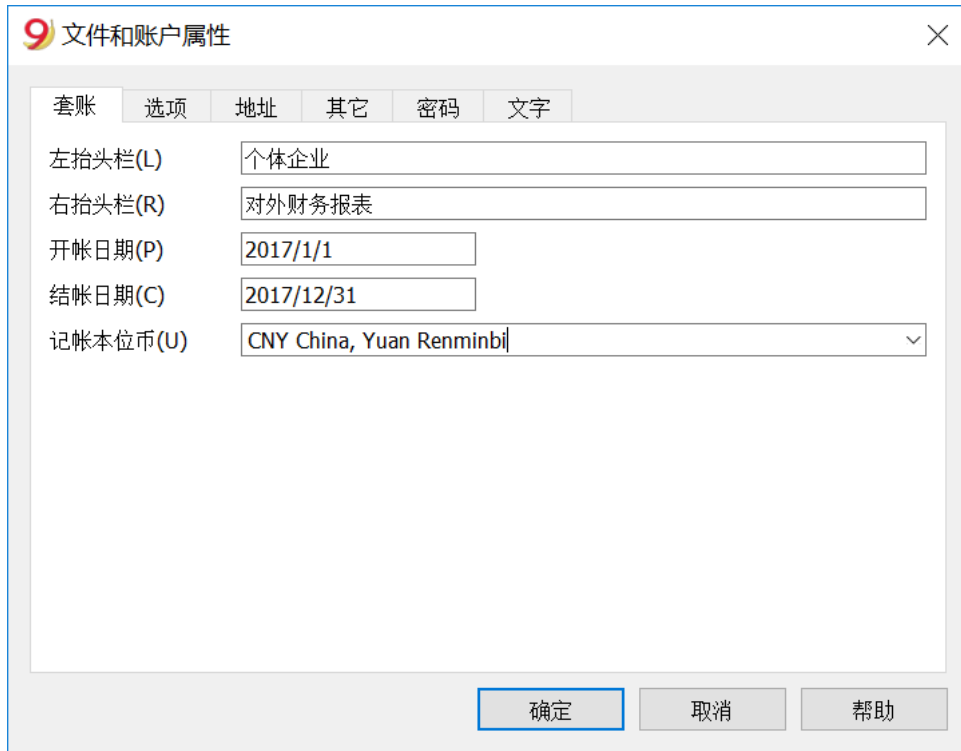 9 文件和账户属性
套账 选项 地址 其它 密码 文字
左抬头栏(L) 个体企业
右抬头栏(R) 对外财务报表
开帐日期(P) 2017/1/1
结帐日期(C) 2017/12/31
记帐本位币(U) CNY China, Yuan Renminbi
确定 取消 帮助